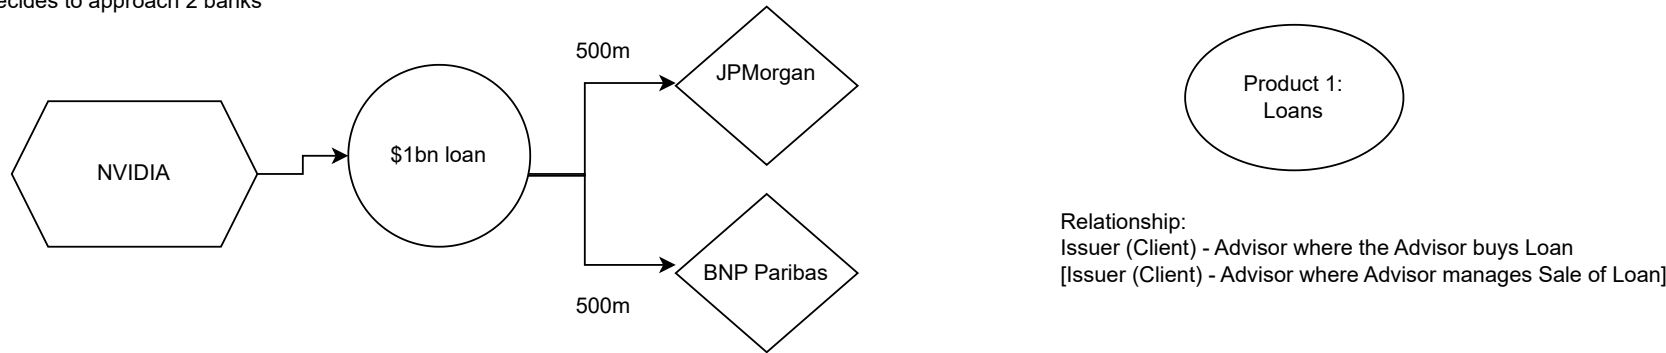 to approach 2 banks
500m
JPMorgan
Product 1:
Loans
$1bn loan
NVIDIA
Relationship:
Issuer (Client) - Advisor where the Advisor buys Loan
[Issuer (Client) - Advisor where Advisor manages Sale of Loan]
BNP Paribas
500m